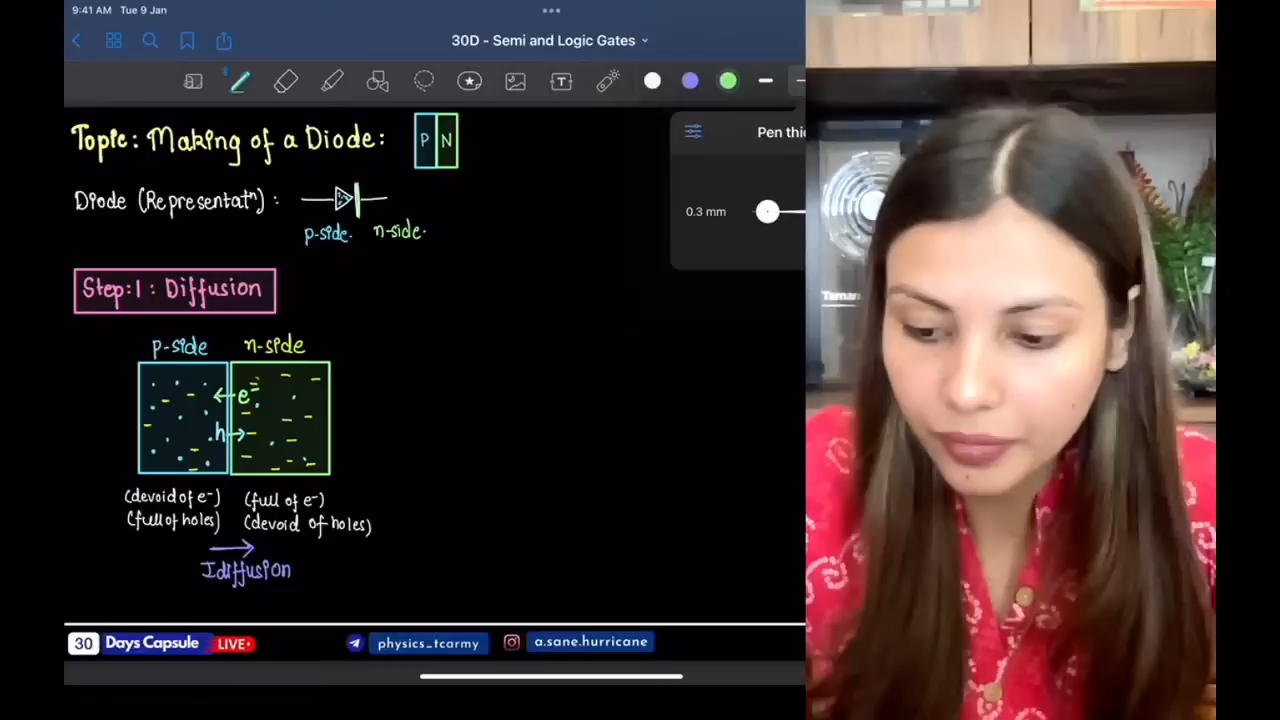 9:41 AM Tue 9 Jan
30D - Semi and Logic Gates
Topic: Making of a Diode: P N
Pen thic
Diode (Representatⁿ) :
0.3 mm
p-side. n-side.
Step:1 : Diffusion
p-side n-side
e⁻
h
(devoid of e⁻) (full of e⁻)
(full of holes) (devoid of holes)
Idiffusion
30 Days Capsule LIVE physics_tcarmy a.sane.hurricane